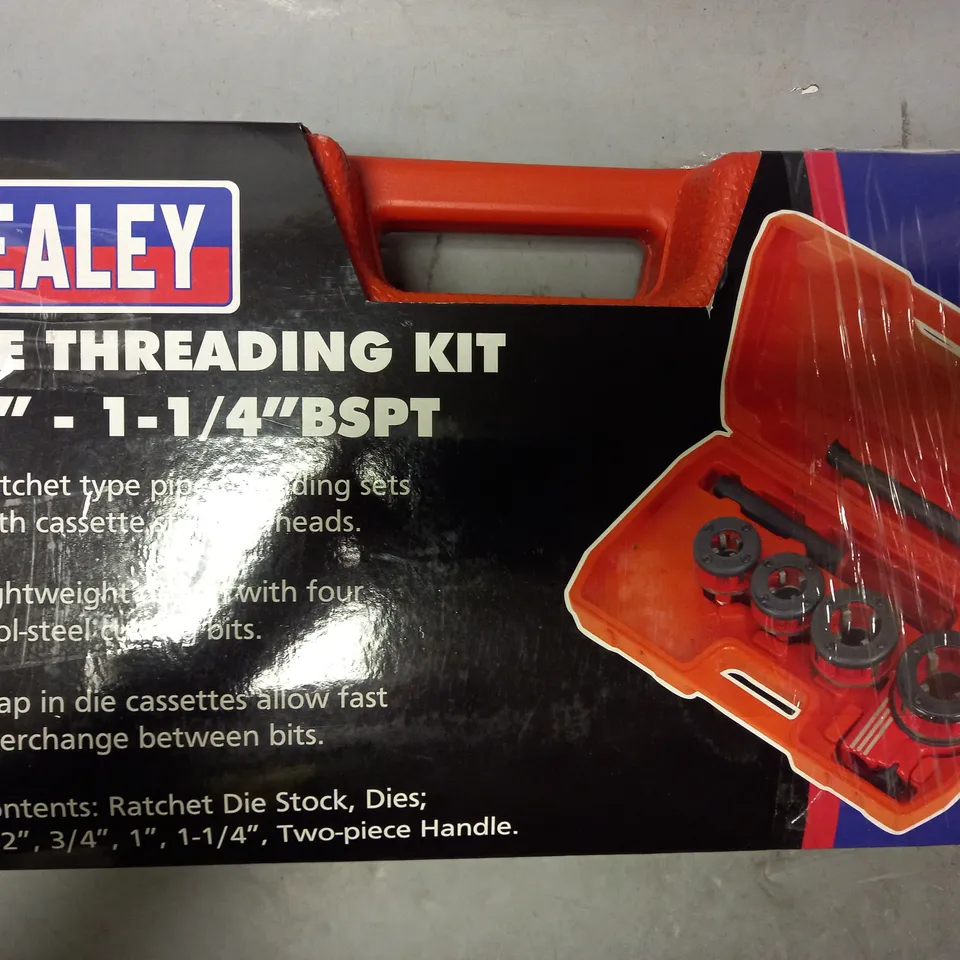 EALEY
E THREADING KIT
” - 1-1/4”BSPT
tchet type pip ding sets
th cassette heads.
ghtweight with four
ol-steel bits.
ap in die cassettes allow fast
erchange between bits.
ontents: Ratchet Die Stock, Dies;
2”, 3/4”, 1”, 1-1/4”, Two-piece Handle.